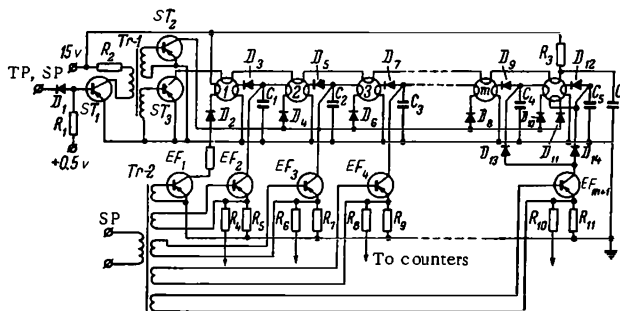 ST₂
15 v
Tr-1
R₂
TP, SP
D₁
ST₁
ST₃
R₁
+0.5 v
D₃
D₅
D₇
D₉
R₃
D₁₂
1
2
3
m
C₁
C₂
C₃
C₄
C₅
C
D₂
D₄
D₆
D₈
D₁₀
D₁₁
D₁₃
D₁₄
EF₁
EF₂
EF₃
EF₄
EFₘ₊₁
Tr-2
SP
R₄
R₅
R₆
R₇
R₈
R₉
R₁₀
R₁₁
To counters